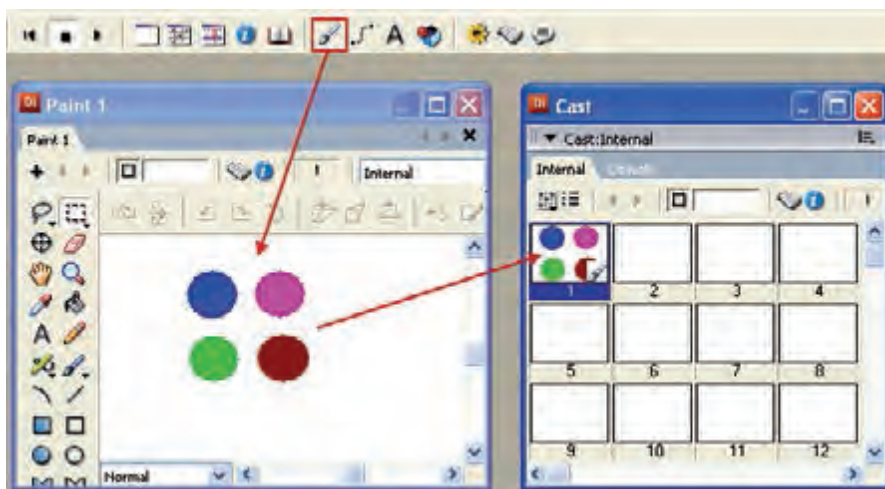 Paint 1
Paint 1
Internal
A
Normal
Cast
Cast:Internal
Internal
1 2 3 4
5 6 7 8
9 10 11 12